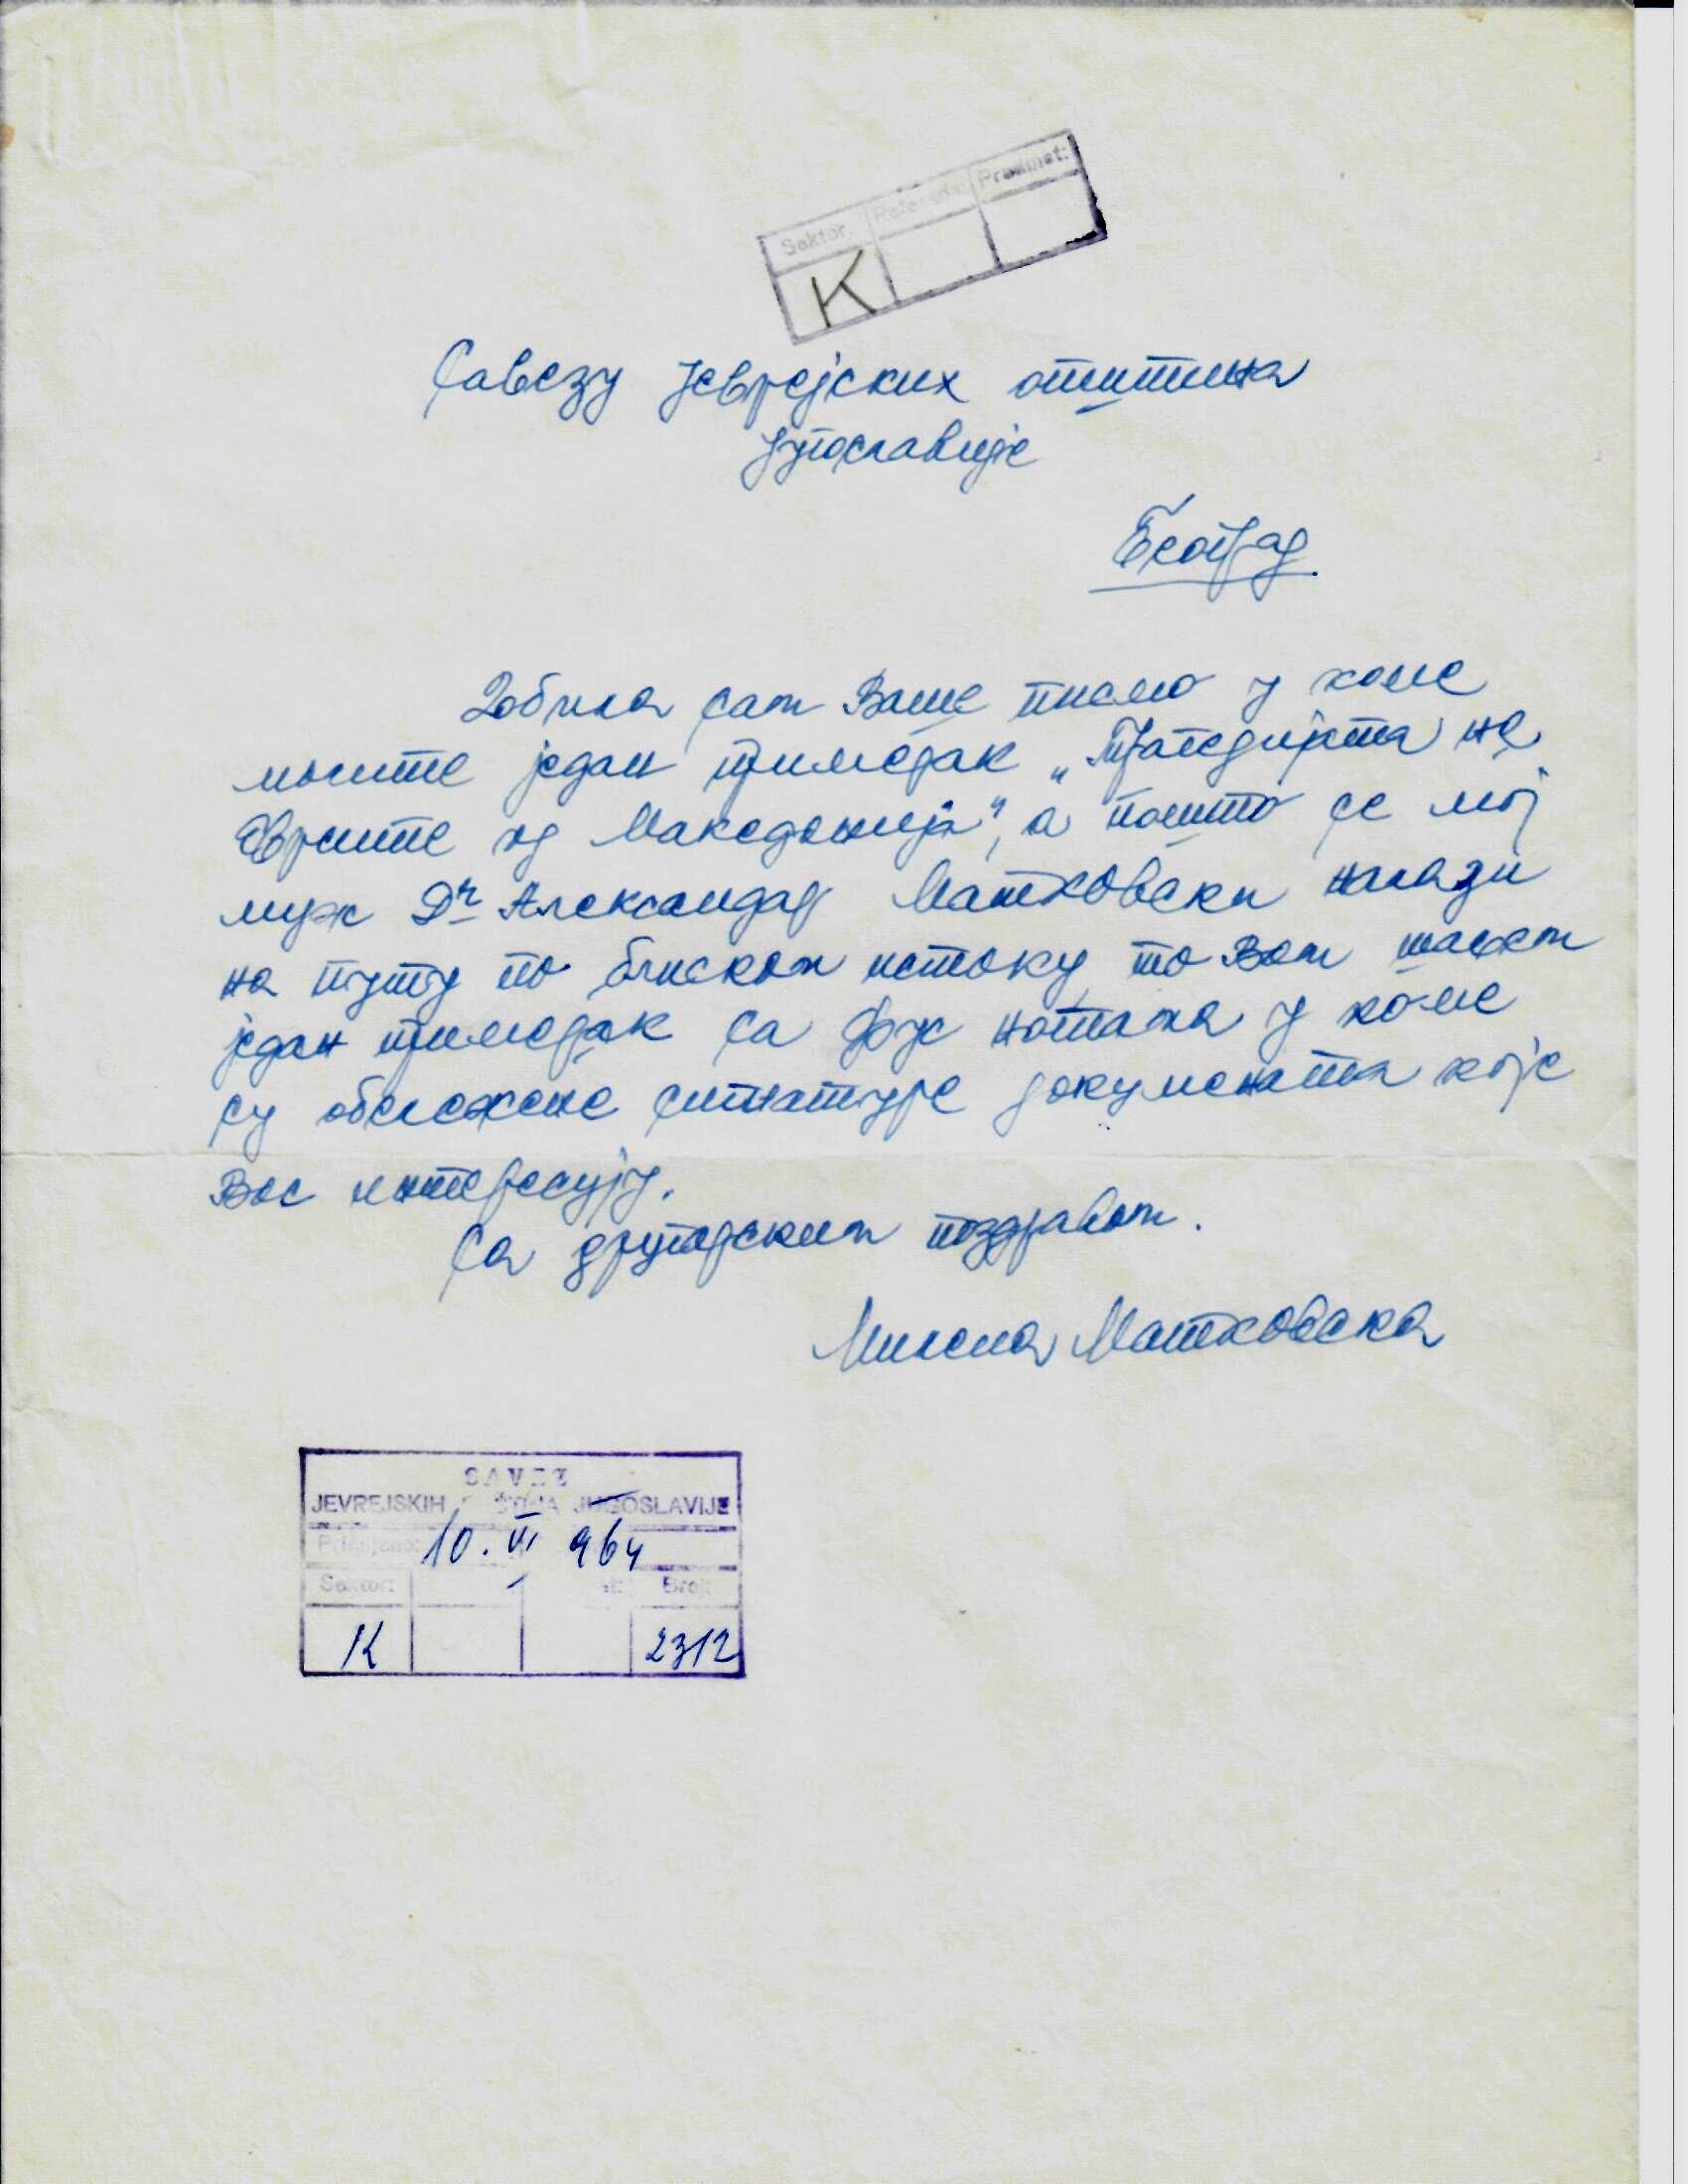 Sektor: Referada: Predmet:
K
Савезу Јеврејских општина
Југославије
Београд
Добила сам Ваше писмо у коме
молите један примерак „Трагедијата на
Евреите од Македонија", а пошто се мој
муж Др Александар Матковски налази
на путу по блиском истоку, то Вам шаљем
један примерак са фус нотама у коме
су обележене сигнатуре документа које
Вас интересују.
Са другарским поздравом.
Милена Матковска
SAVEZ
JEVREJSKIH OPŠTINA JUGOSLAVIJE
Primljeno: 10. VI 964
Sektor: Broj:
K 2312